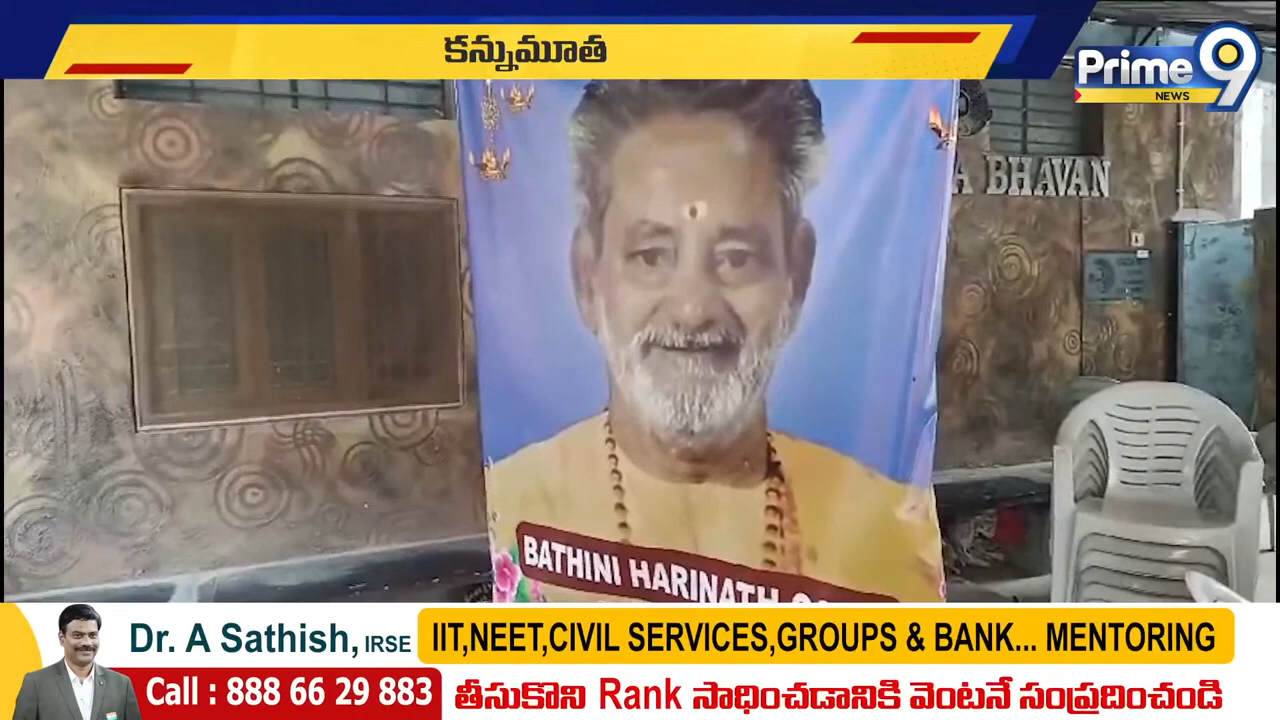 కన్నుమూత
Prime9
NEWS
A BHAVAN
BATHINI HARINATH
Dr. A Sathish, IRSE
IIT,NEET,CIVIL SERVICES,GROUPS & BANK... MENTORING
Call : 888 66 29 883
తీసుకొని Rank సాధించడానికి వెంటనే సంప్రదించండి